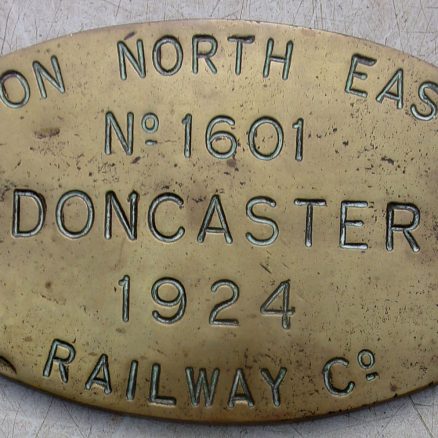 ON NORTH EAS
Nº 1601
DONCASTER
1924
RAILWAY Cº